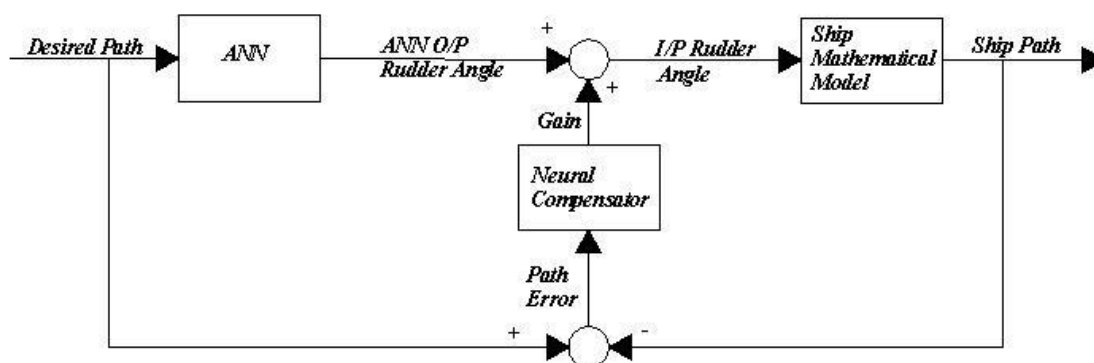 Desired Path
ANN
ANN O/P
Rudder Angle
+
+
I/P Rudder
Angle
Ship
Mathematical
Model
Ship Path
Gain
Neural
Compensator
Path
Error
+
-